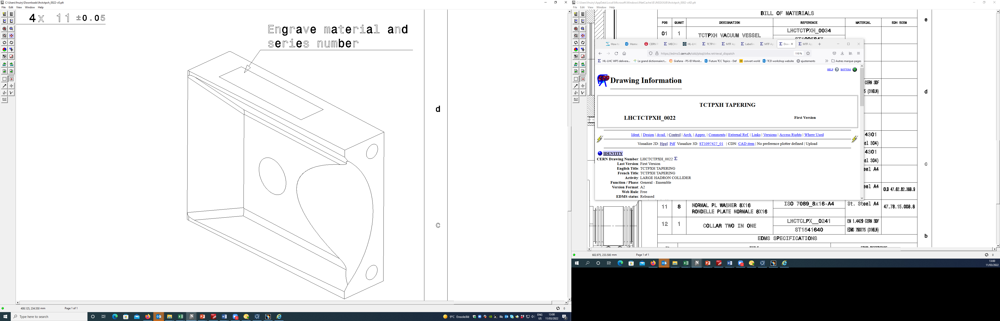 C:\Users\fnuiry\Downloads\lhctctpxh_0022-v0.plt
File Edit View Window Help
4x 11 ±0.05
Engrave material and
series number
d
c
408.125, 234.550 mm
Page 1 of 1
0
Type here to search
9°C Ensoleillé
ENG
US
13:00
11/03/2022
2
C:\Users\fnuiry\AppData\Local\Microsoft\Windows\INetCache\IE\INSSXXUB\lhctctpxh_0002-vAD.plt
File Edit View Window Help
BILL OF MATERIALS
POS QUANT DESIGNATION REFERENCE MATERIAL EDH SCEM
01 1 TCTPXH VACUUM VESSEL LHCTCTPXH_0034
ST1095847
e
How to
Home
CERN P
MECHA
HL-LHC
TCTPXH
MTF Ap
Labellin
MTF Ap
Draw
MTF Ap
https://edms5.cern.ch/cdd/plsql/c4w.retrieval_dispatch
110 %
HL-LHC WP5 delivera...
Le grand dictionnaire t...
Grafana - PS-ID Monit...
Future TCC Topics - Def
convert world
TCD workshop website
ajustements
Autres marque-pages
HELP BOTTOM
Drawing Information
TCTPXH TAPERING
LHCTCTPXH_0022 First Version
Ident. | Design | Avail. | Control | Arch. | Appro. | Comments | External Ref. | Links | Versions | Access Rights | Where Used
Visualize 2D: Hpgl Pdf Visualize 3D: ST1097427_01 | CDN: CAD item | No preference plotter defined | Upload
IDENTITY
CERN Drawing Number: LHCTCTPXH_0022
Last Version: First Version
English Title: TCTPXH TAPERING
French Title: TCTPXH TAPERING
Activity: LARGE HADRON COLLIDER
Function / Phase: General - Ensemble
Version Format: A2
Web Rule: Free
EDMS status: Released
CERN 3DF
(316LN)
d
4301
el 304)
4301
el 304)
eel A4
c
eel A4
OLD 47.62.82.308.9
11 8 NORMAL PL WASHER 8X16 ISO 7089_8x16-A4 St. Steel A4 47.78.15.008.8
RONDELLE PLATE NORMALE 8X16
12 1 COLLAR TWO IN ONE LHCTCLPX__0241 EN 1.4429 CERN 3DF
ST1541640 EDMS 790775 (316LN)
EDMS SPECIFICATIONS
b
602.975, 233.500 mm
Page 1 of 1
0
13:00
11/03/2022